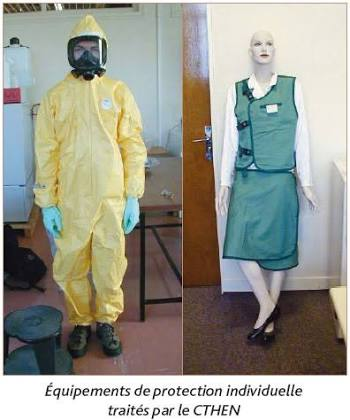 Équipements de protection individuelle
traités par le CTHEN